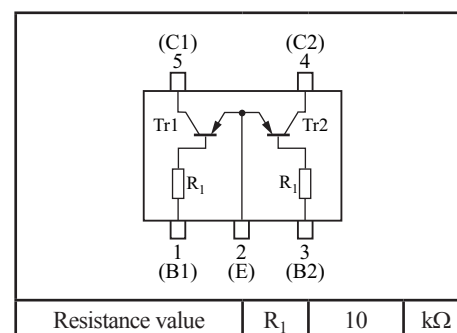 (C1) (C2)
5 4
Tr1 Tr2
R1 R1
1 2 3
(B1) (E) (B2)
Resistance value R1 10 kΩ